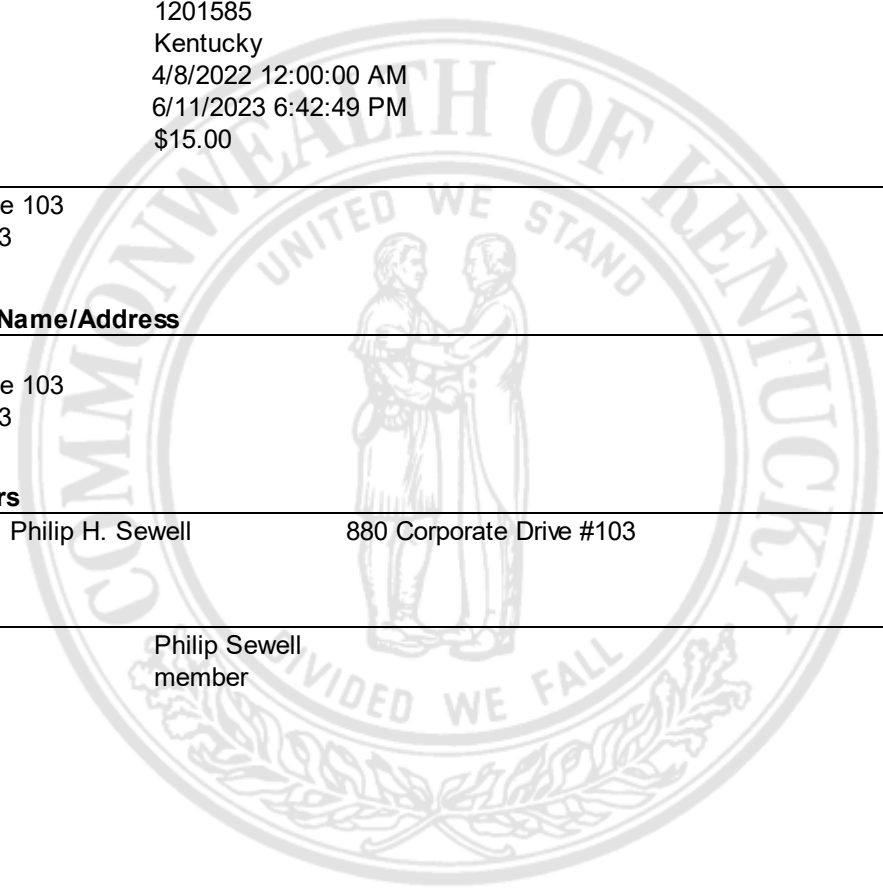 1201585
Kentucky
4/8/2022 12:00:00 AM
6/11/2023 6:42:49 PM
$15.00
e 103
3
Name/Address
e 103
3
rs
Philip H. Sewell 880 Corporate Drive #103
Philip Sewell
member
COMMONWEALTH OF KENTUCKY
UNITED WE STAND
DIVIDED WE FALL